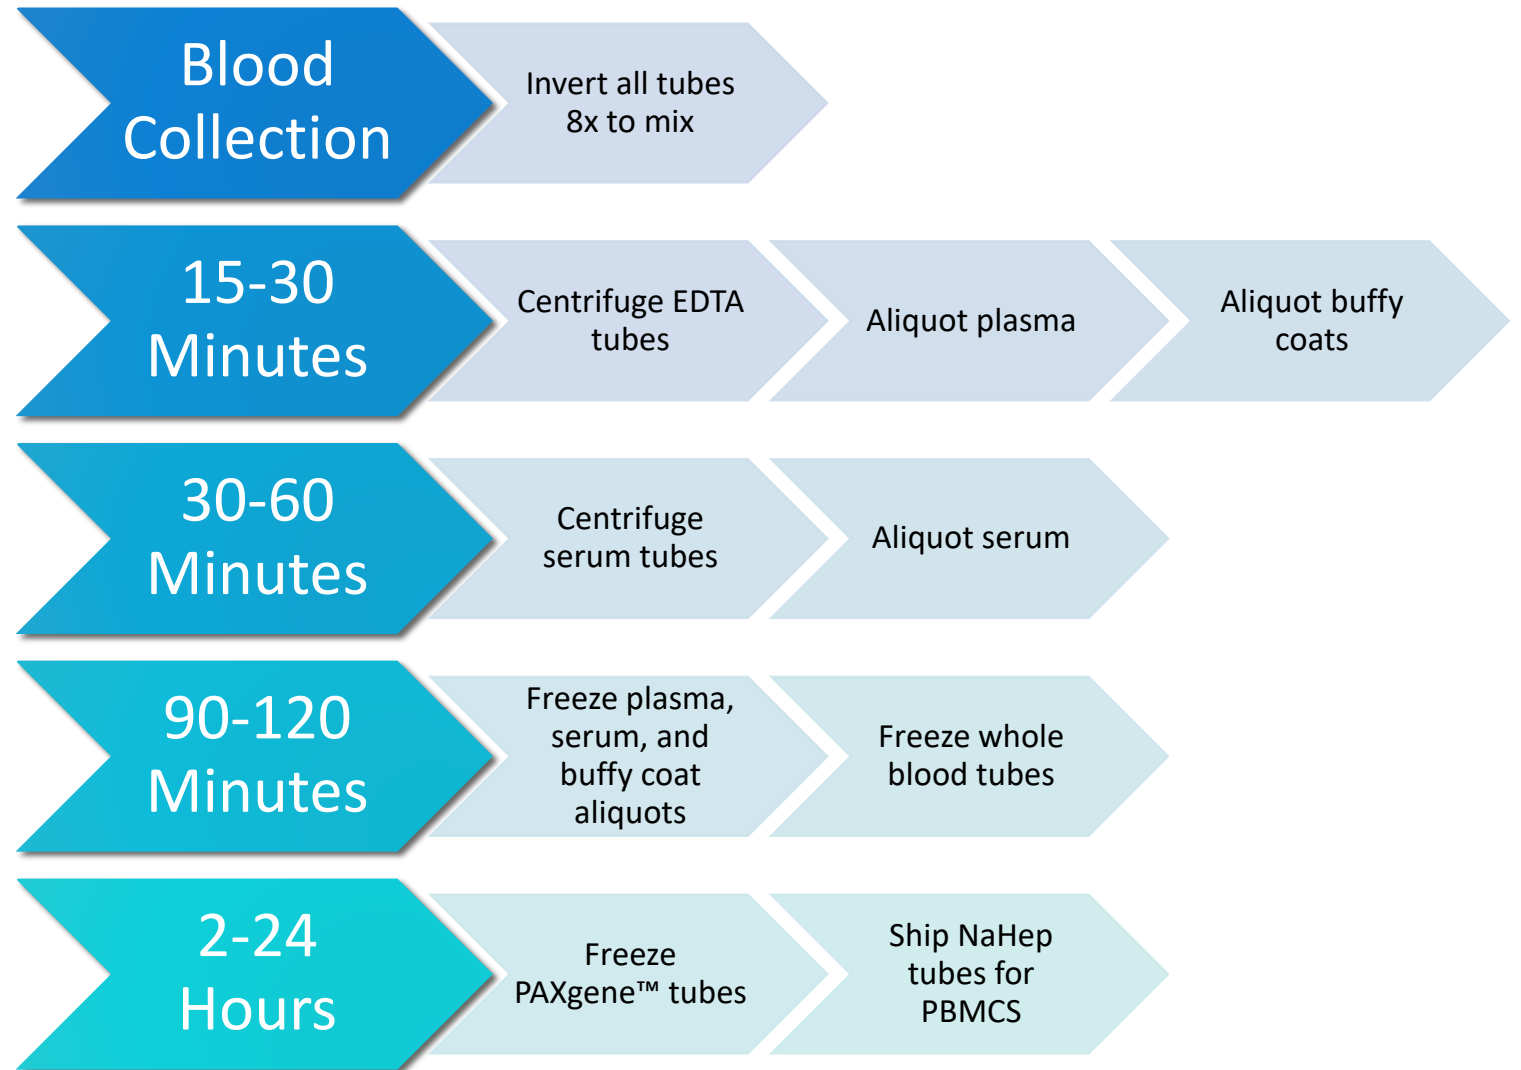 Blood
Collection
Invert all tubes
8x to mix
15-30
Minutes
Centrifuge EDTA
tubes
Aliquot plasma
Aliquot buffy
coats
30-60
Minutes
Centrifuge
serum tubes
Aliquot serum
90-120
Minutes
Freeze plasma,
serum, and
buffy coat
aliquots
Freeze whole
blood tubes
2-24
Hours
Freeze
PAXgene™ tubes
Ship NaHep
tubes for
PBMCS